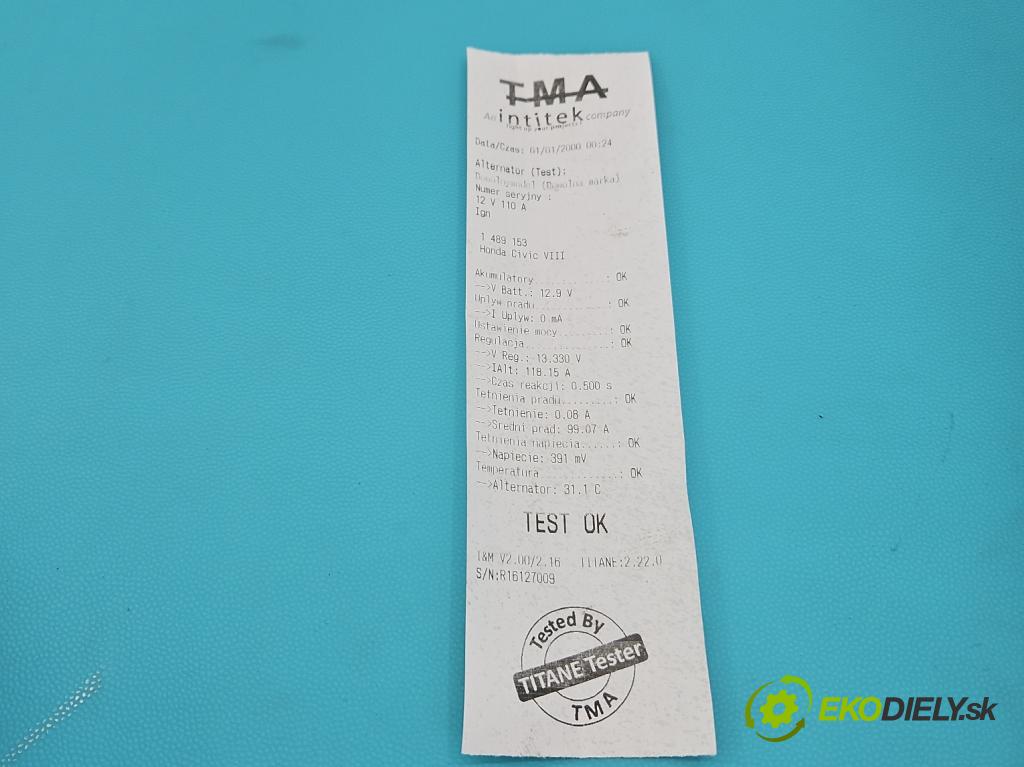 TMA
An intitek company
light up your projects!
Data/Czas: 01/01/2000 00:24
Alternator (Test):
(Dowolna marka)
Numer seryjny :
12 V 110 A
Ign
1 489 153
Honda Civic VIII
Akumulatory..........: OK
-->V Batt.: 12.9 V
Uplyw pradu..........: OK
-->I Uplyw: 0 mA
Ustawienie mocy.......: OK
Regulacja............: OK
-->V Reg.: 13.330 V
-->IAlt: 118.15 A
-->Czas reakcji: 0.500 s
Tetnienia pradu.........: OK
-->Tetnienie: 0.08 A
-->Sredni prad: 99.07 A
Tetnienia napiecia......: OK
-->Napiecie: 391 mV
Temperatura............: OK
-->Alternator: 31.1 C
TEST OK
T&M V2.00/2.16 TITANE:2.22.0
S/N:R16127009
Tested By
TITANE Tester
TMA
EKODIELY.sk